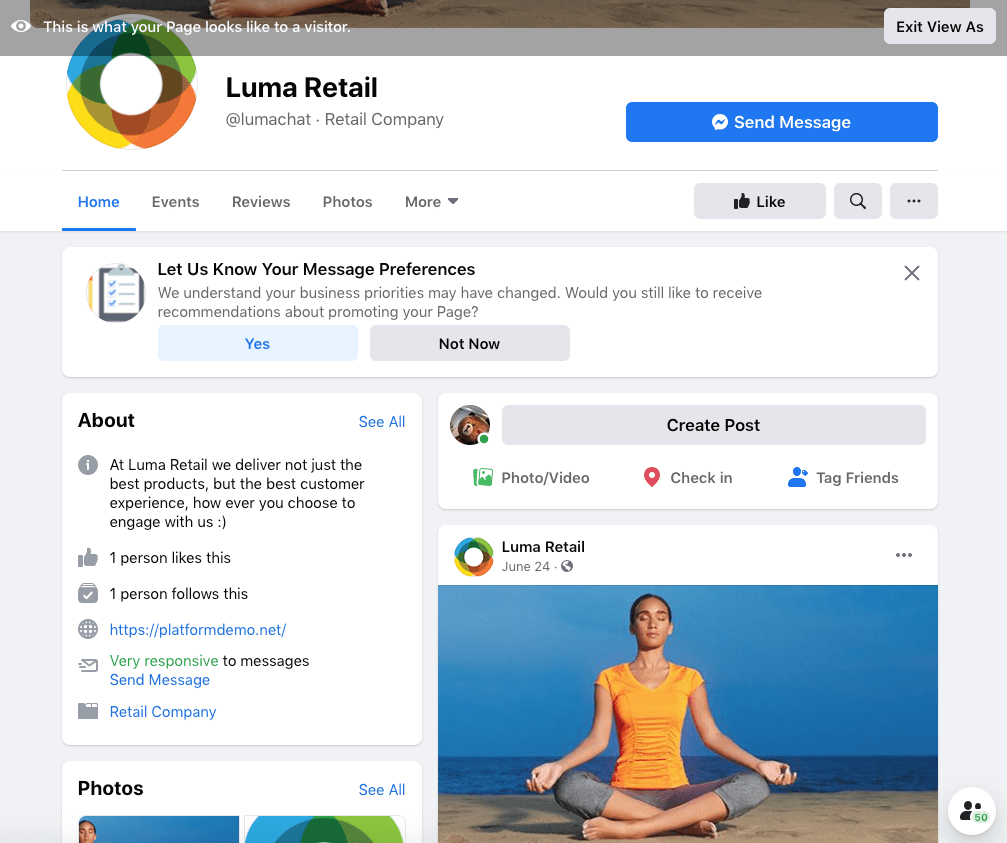 This is what your Page looks like to a visitor.
Exit View As
Luma Retail
@lumachat · Retail Company
Send Message
Home
Events
Reviews
Photos
More
Like
Let Us Know Your Message Preferences
We understand your business priorities may have changed. Would you still like to receive
recommendations about promoting your Page?
Yes
Not Now
About
See All
At Luma Retail we deliver not just the
best products, but the best customer
experience, how ever you choose to
engage with us :)
1 person likes this
1 person follows this
https://platformdemo.net/
Very responsive to messages
Send Message
Retail Company
Photos
See All
Create Post
Photo/Video
Check in
Tag Friends
Luma Retail
June 24 ·
50